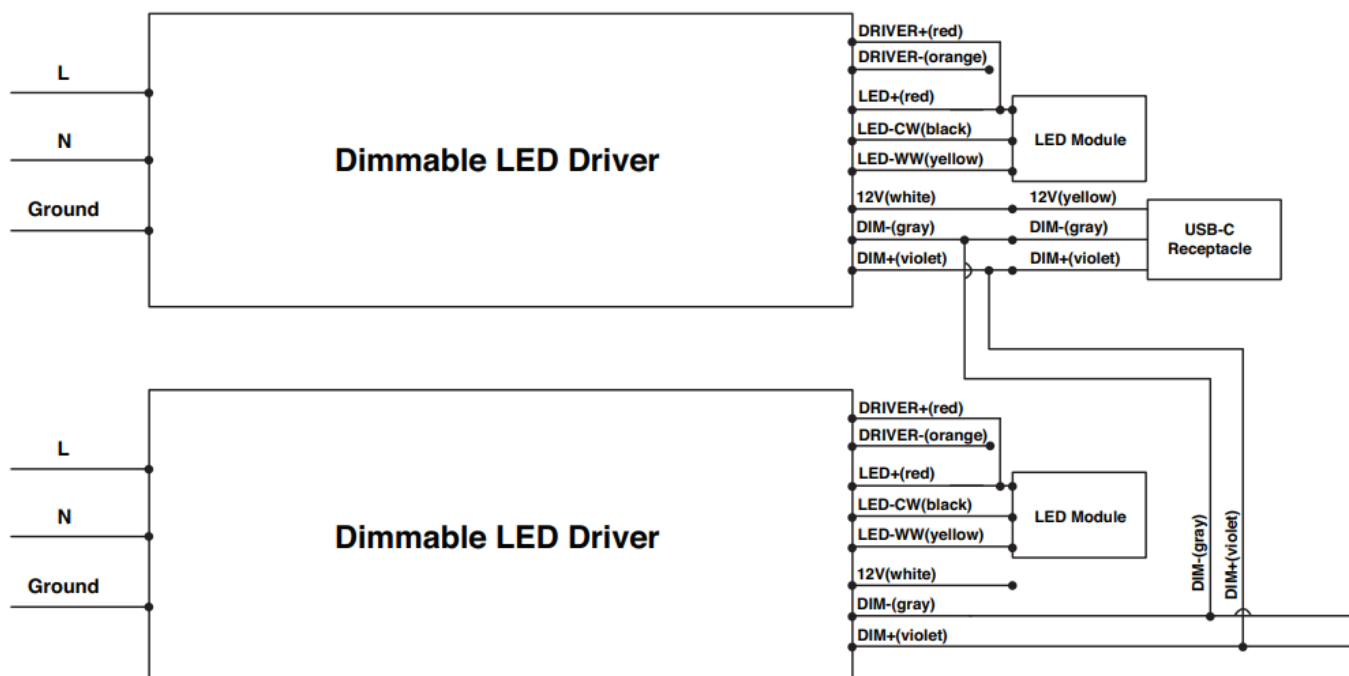 DRIVER+(red)
DRIVER-(orange)
L
LED+(red)
LED-CW(black)
LED Module
N
Dimmable LED Driver
LED-WW(yellow)
12V(white)
12V(yellow)
Ground
DIM-(gray)
DIM-(gray)
USB-C
Receptacle
DIM+(violet)
DIM+(violet)
DRIVER+(red)
DRIVER-(orange)
L
LED+(red)
LED-CW(black)
LED Module
N
Dimmable LED Driver
LED-WW(yellow)
DIM-(gray)
DIM+(violet)
12V(white)
Ground
DIM-(gray)
DIM+(violet)